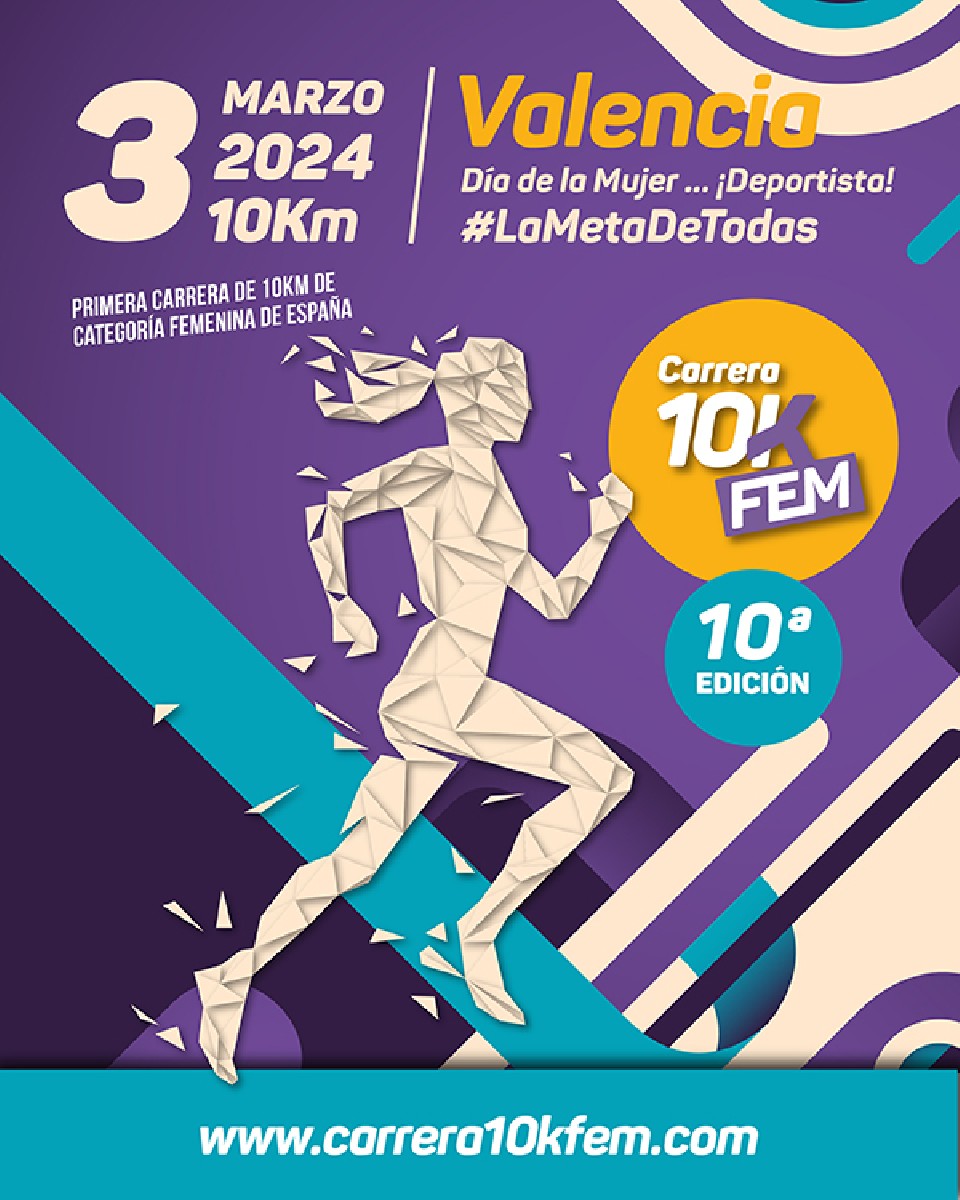 3
MARZO
2024
10Km
Valencia
Día de la Mujer ... ¡Deportista!
#LaMetaDeTodas
PRIMERA CARRERA DE 10KM DE
CATEGORÍA FEMENINA DE ESPAÑA
Carrera
10K
FEM
10ª
EDICIÓN
www.carrera10kfem.com